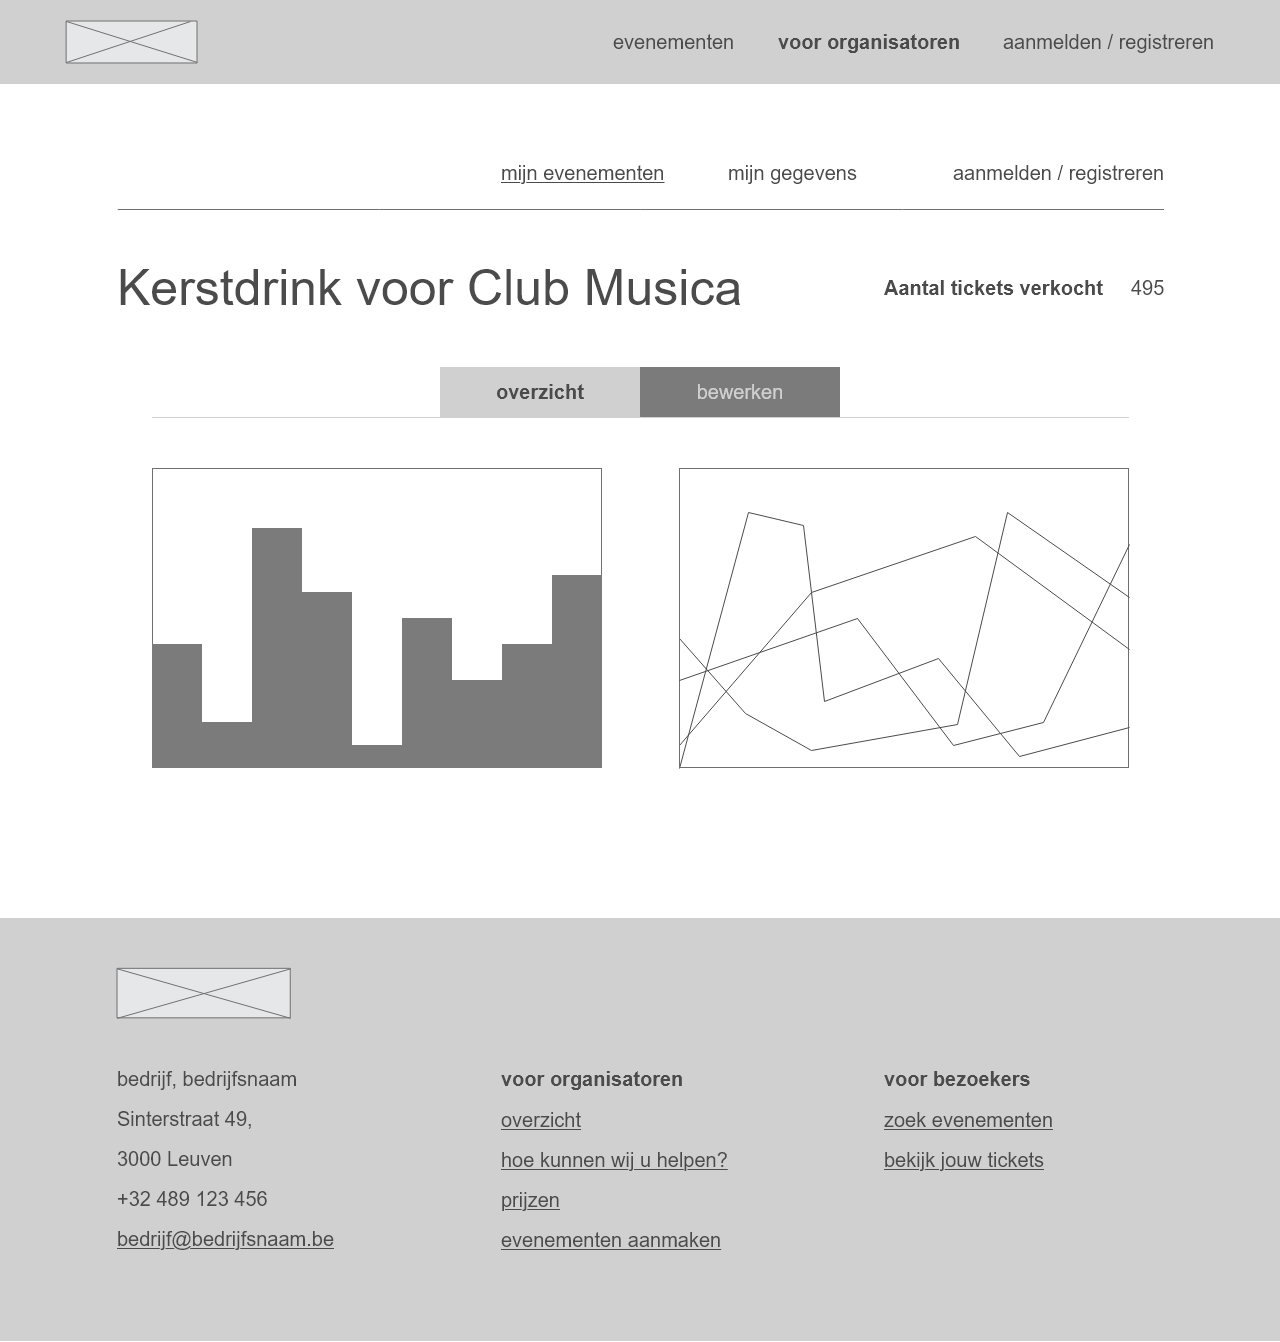 evenementen
voor organisatoren
aanmelden / registreren
mijn evenementen
mijn gegevens
aanmelden / registreren
Kerstdrink voor Club Musica
Aantal tickets verkocht 495
overzicht
bewerken
bedrijf, bedrijfsnaam
Sinterstraat 49,
3000 Leuven
+32 489 123 456
bedrijf@bedrijfsnaam.be
voor organisatoren
overzicht
hoe kunnen wij u helpen?
prijzen
evenementen aanmaken
voor bezoekers
zoek evenementen
bekijk jouw tickets